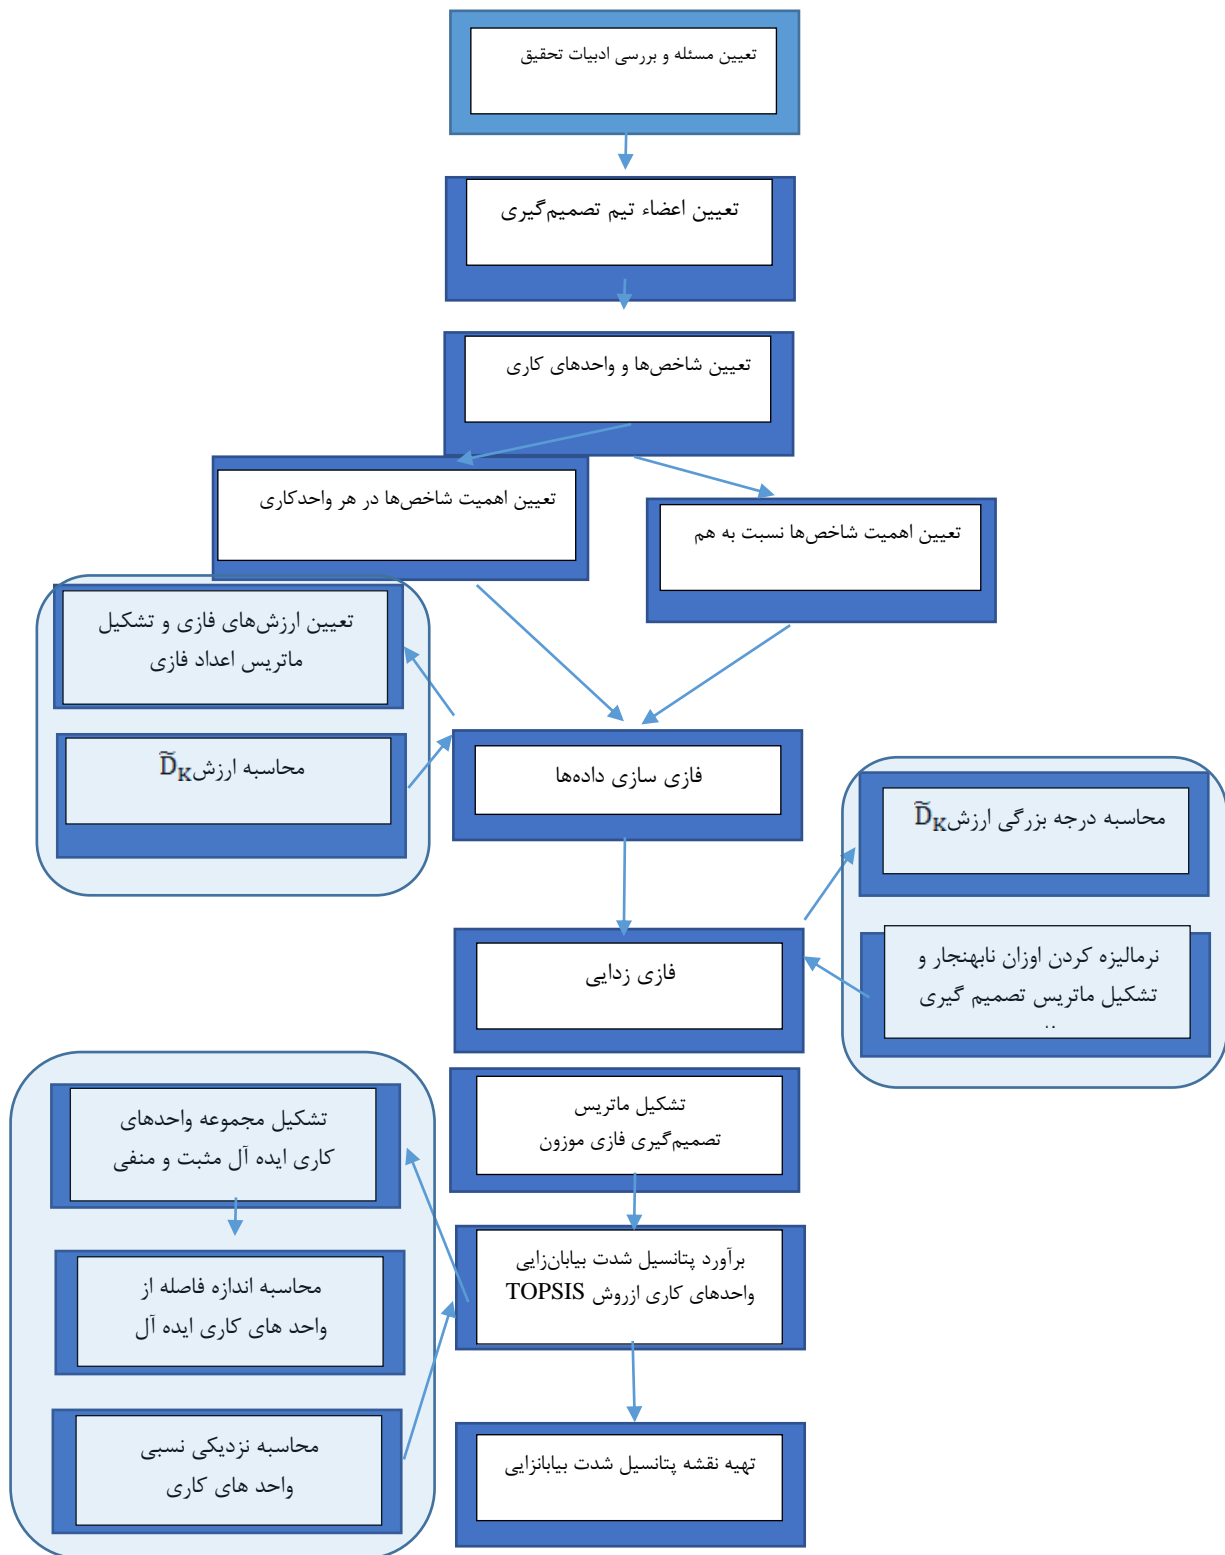 تعیین مسئله و بررسی ادبیات تحقیق
تعیین اعضاء تیم تصمیم‌گیری
تعیین شاخص‌ها و واحدهای کاری
تعیین اهمیت شاخص‌ها نسبت به هم
تعیین اهمیت شاخص‌ها در هر واحدکاری
تعیین ارزش‌های فازی و تشکیل
ماتریس اعداد فازی
محاسبه ارزش D̃K
فازی سازی داده‌ها
محاسبه درجه بزرگی ارزش D̃K
نرمالیزه کردن اوزان نابهنجار و
تشکیل ماتریس تصمیم گیری
فازی زدایی
تشکیل ماتریس
تصمیم‌گیری فازی موزون
تشکیل مجموعه واحدهای
کاری ایده آل مثبت و منفی
برآورد پتانسیل شدت بیابان‌زایی
واحدهای کاری ازروش TOPSIS
محاسبه اندازه فاصله از
واحد های کاری ایده آل
محاسبه نزدیکی نسبی
واحد های کاری
تهیه نقشه پتانسیل شدت بیابانزایی